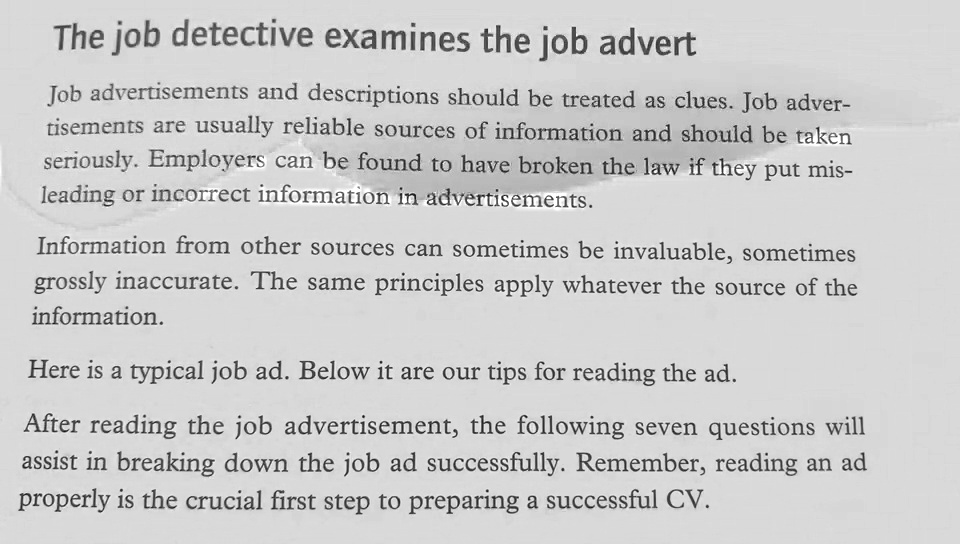 The job detective examines the job advert
Job advertisements and descriptions should be treated as clues. Job adver-
tisements are usually reliable sources of information and should be taken
seriously. Employers can be found to have broken the law if they put mis-
leading or incorrect information in advertisements.
Information from other sources can sometimes be invaluable, sometimes
grossly inaccurate. The same principles apply whatever the source of the
information.
Here is a typical job ad. Below it are our tips for reading the ad.
After reading the job advertisement, the following seven questions will
assist in breaking down the job ad successfully. Remember, reading an ad
properly is the crucial first step to preparing a successful CV.